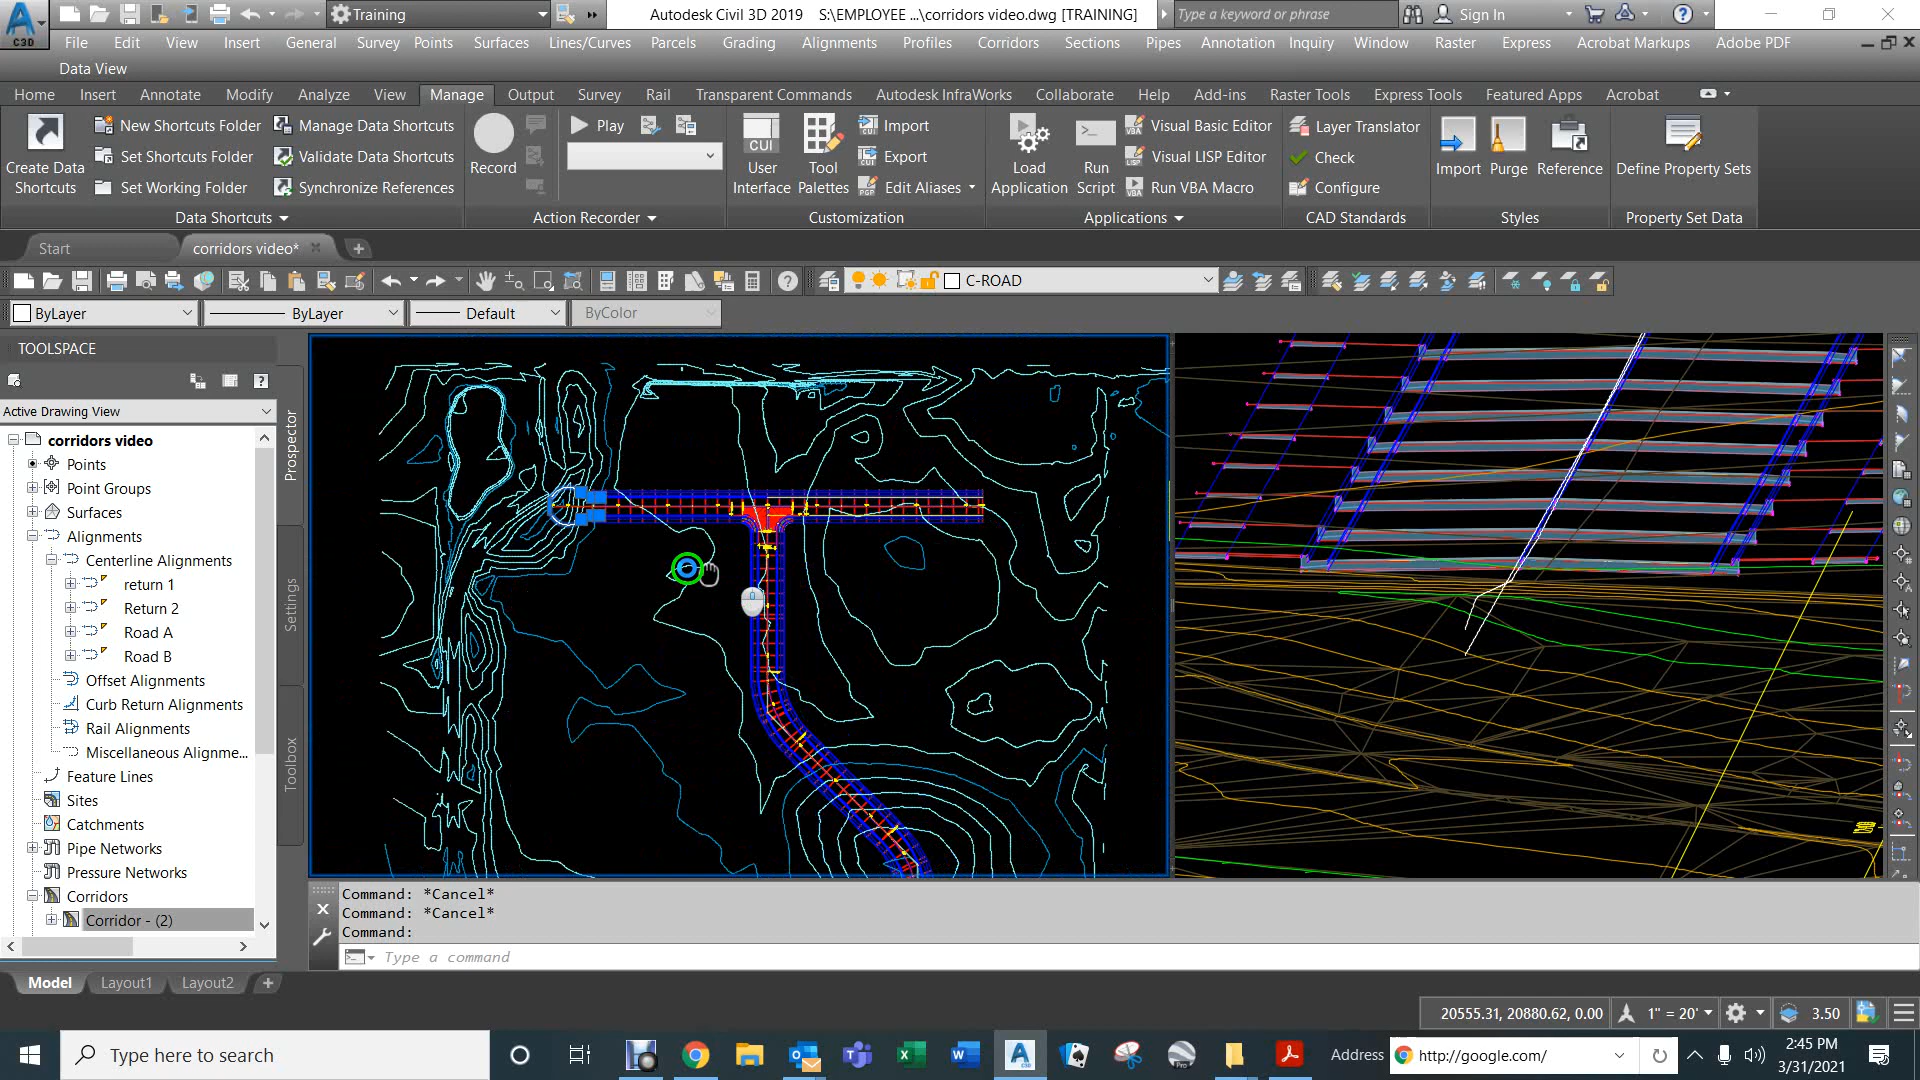 Training
Autodesk Civil 3D 2019 S:\EMPLOYEE ...\corridors video.dwg [TRAINING]
Type a keyword or phrase
Sign In
C3D
File Edit View Insert General Survey Points Surfaces Lines/Curves Parcels Grading Alignments Profiles Corridors Sections Pipes Annotation Inquiry Window Raster Express Acrobat Markups Adobe PDF
Data View
Home Insert Annotate Modify Analyze View Manage Output Survey Rail Transparent Commands Autodesk InfraWorks Collaborate Help Add-ins Raster Tools Express Tools Featured Apps Acrobat
New Shortcuts Folder Manage Data Shortcuts Play Import Visual Basic Editor Layer Translator
Set Shortcuts Folder Validate Data Shortcuts Export Visual LISP Editor Check
Create Data Shortcuts Record User Interface Tool Palettes Load Application Run Script Import Purge Reference Define Property Sets
Set Working Folder Synchronize References Edit Aliases Run VBA Macro Configure
Data Shortcuts Action Recorder Customization Applications CAD Standards Styles Property Set Data
Start corridors video*
C-ROAD
ByLayer ByLayer Default ByColor
TOOLSPACE
Active Drawing View
corridors video
Points
Point Groups
Surfaces
Alignments
Centerline Alignments
return 1
Return 2
Road A
Road B
Offset Alignments
Curb Return Alignments
Rail Alignments
Miscellaneous Alignme...
Feature Lines
Sites
Catchments
Pipe Networks
Pressure Networks
Corridors
Corridor - (2)
Prospector
Settings
Toolbox
Command: *Cancel*
Command: *Cancel*
Command:
Type a command
Model Layout1 Layout2
20555.31, 20880.62, 0.00 1" = 20' 3.50
Type here to search
Address http://google.com/
2:45 PM
3/31/2021